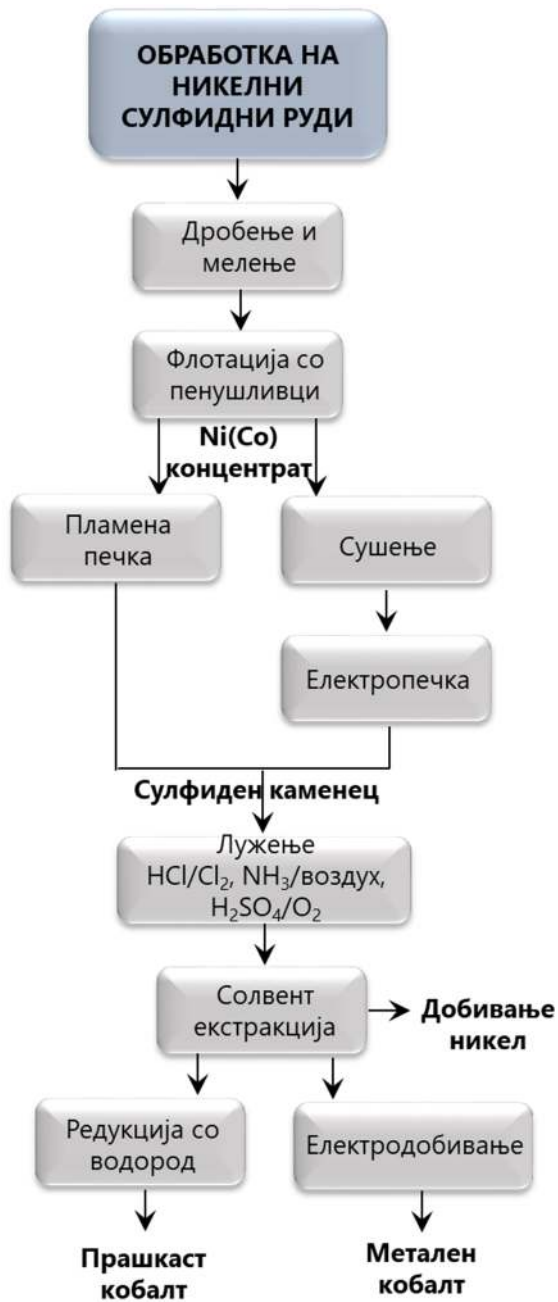 ОБРАБОТКА НА
НИКЕЛНИ
СУЛФИДНИ РУДИ
Дробење и
мелење
Флотација со
пенушливци
Ni(Co)
концентрат
Пламена
печка
Сушење
Електропечка
Сулфиден каменец
Лужење
HCl/Cl₂, NH₃/воздух,
H₂SO₄/O₂
Солвент
екстракција
Добивање
никел
Редукција со
водород
Електродобивање
Прашкаст
кобалт
Метален
кобалт